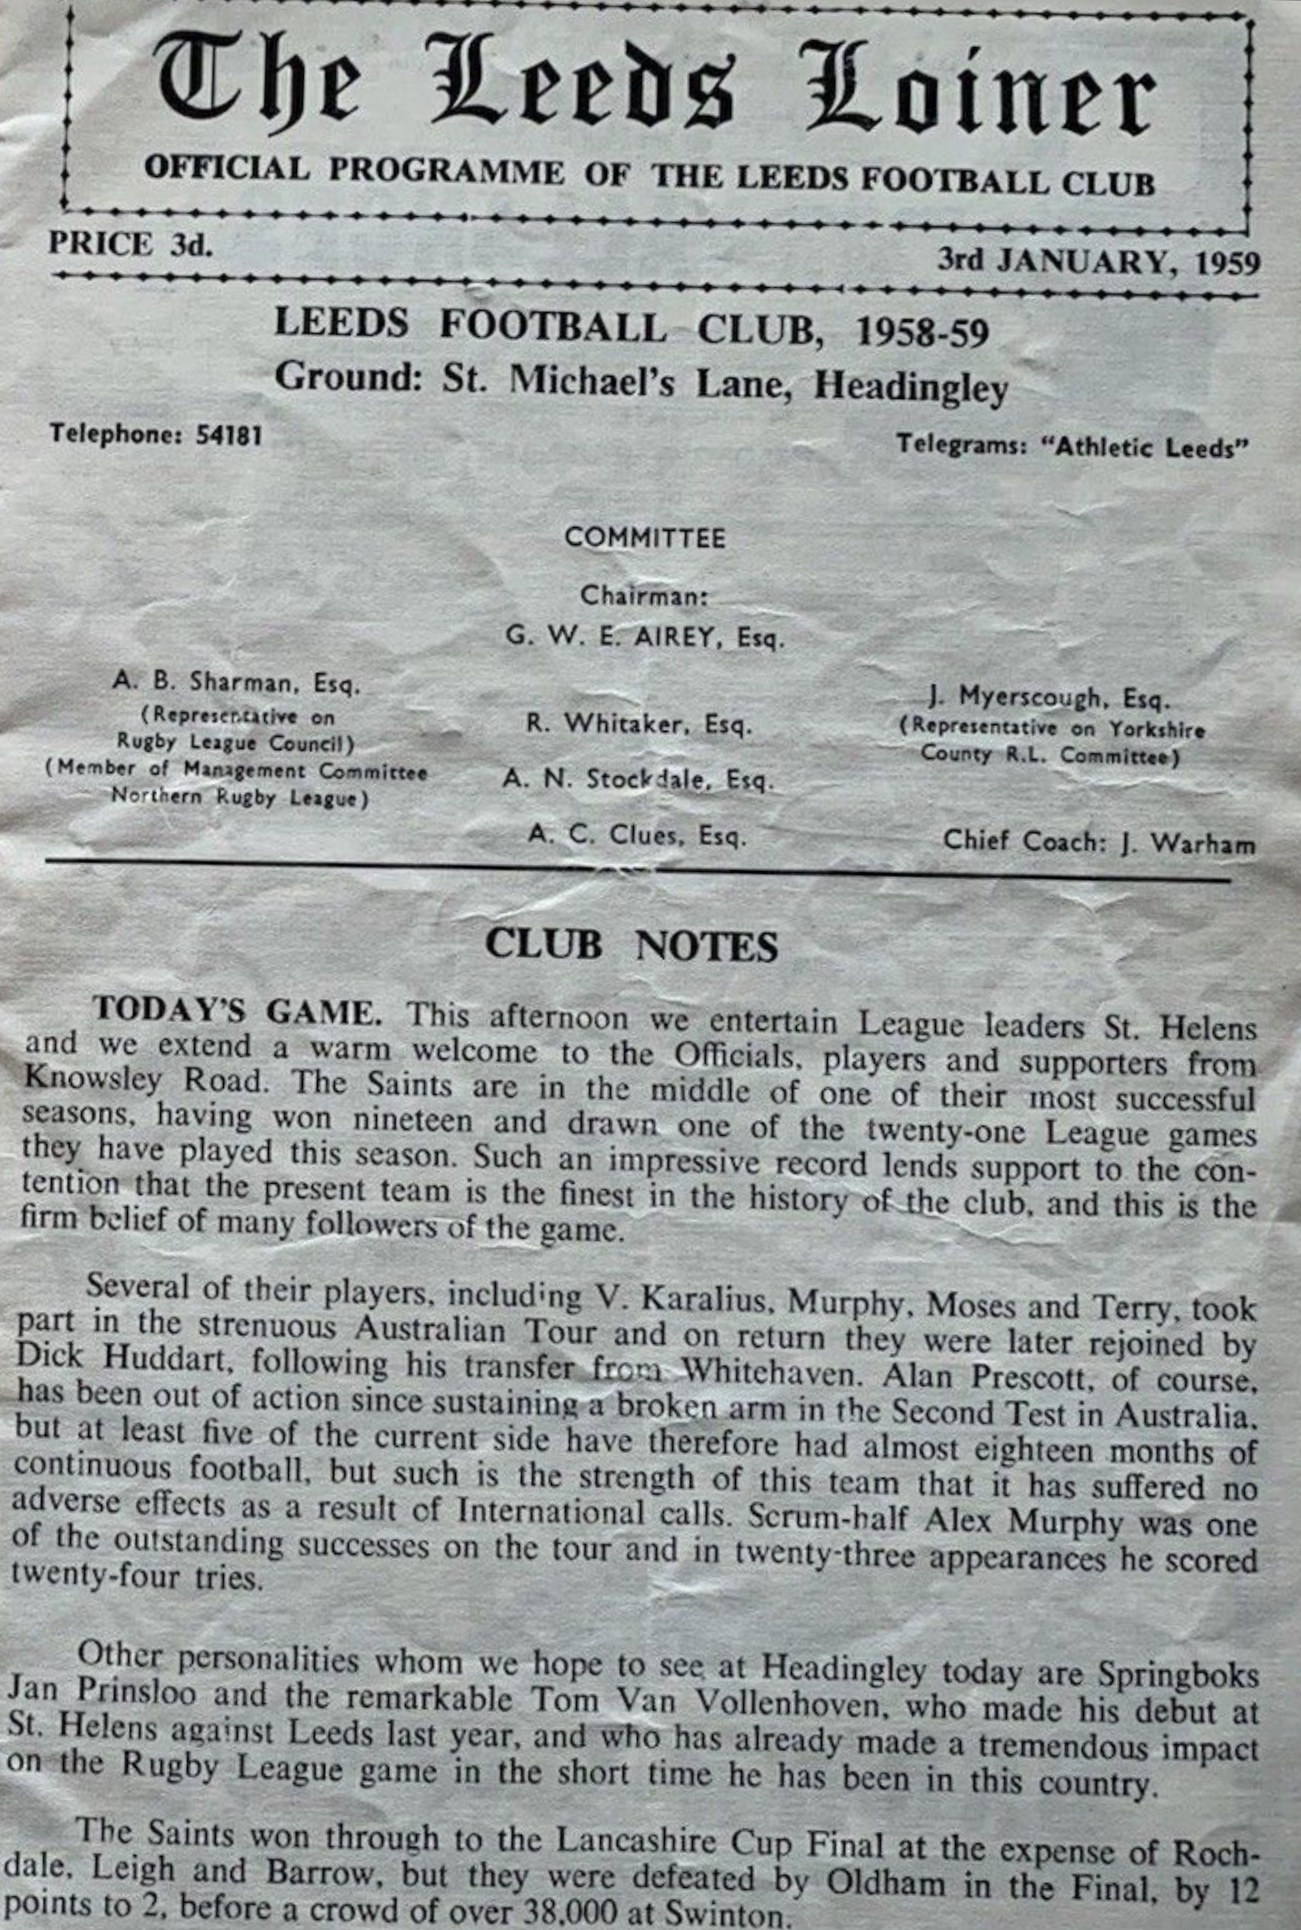 The Leeds Loiner
OFFICIAL PROGRAMME OF THE LEEDS FOOTBALL CLUB
PRICE 3d.
3rd JANUARY, 1959
LEEDS FOOTBALL CLUB, 1958-59
Ground: St. Michael's Lane, Headingley
Telephone: 54181
Telegrams: "Athletic Leeds"
COMMITTEE
Chairman:
G. W. E. AIREY, Esq.
A. B. Sharman, Esq.
(Representative on
Rugby League Council)
(Member of Management Committee
Northern Rugby League)
R. Whitaker, Esq.
A. N. Stockdale, Esq.
A. C. Clues, Esq.
J. Myerscough, Esq.
(Representative on Yorkshire
County R.L. Committee)
Chief Coach: J. Warham
CLUB NOTES
TODAY'S GAME. This afternoon we entertain League leaders St. Helens
and we extend a warm welcome to the Officials, players and supporters from
Knowsley Road. The Saints are in the middle of one of their most successful
seasons, having won nineteen and drawn one of the twenty-one League games
they have played this season. Such an impressive record lends support to the con-
tention that the present team is the finest in the history of the club, and this is the
firm belief of many followers of the game.
Several of their players, including V. Karalius, Murphy, Moses and Terry, took
part in the strenuous Australian Tour and on return they were later rejoined by
Dick Huddart, following his transfer from Whitehaven. Alan Prescott, of course,
has been out of action since sustaining a broken arm in the Second Test in Australia,
but at least five of the current side have therefore had almost eighteen months of
continuous football, but such is the strength of this team that it has suffered no
adverse effects as a result of International calls. Scrum-half Alex Murphy was one
of the outstanding successes on the tour and in twenty-three appearances he scored
twenty-four tries.
Other personalities whom we hope to see at Headingley today are Springboks
Jan Prinsloo and the remarkable Tom Van Vollenhoven, who made his debut at
St. Helens against Leeds last year, and who has already made a tremendous impact
on the Rugby League game in the short time he has been in this country.
The Saints won through to the Lancashire Cup Final at the expense of Roch-
dale, Leigh and Barrow, but they were defeated by Oldham in the Final, by 12
points to 2, before a crowd of over 38,000 at Swinton.